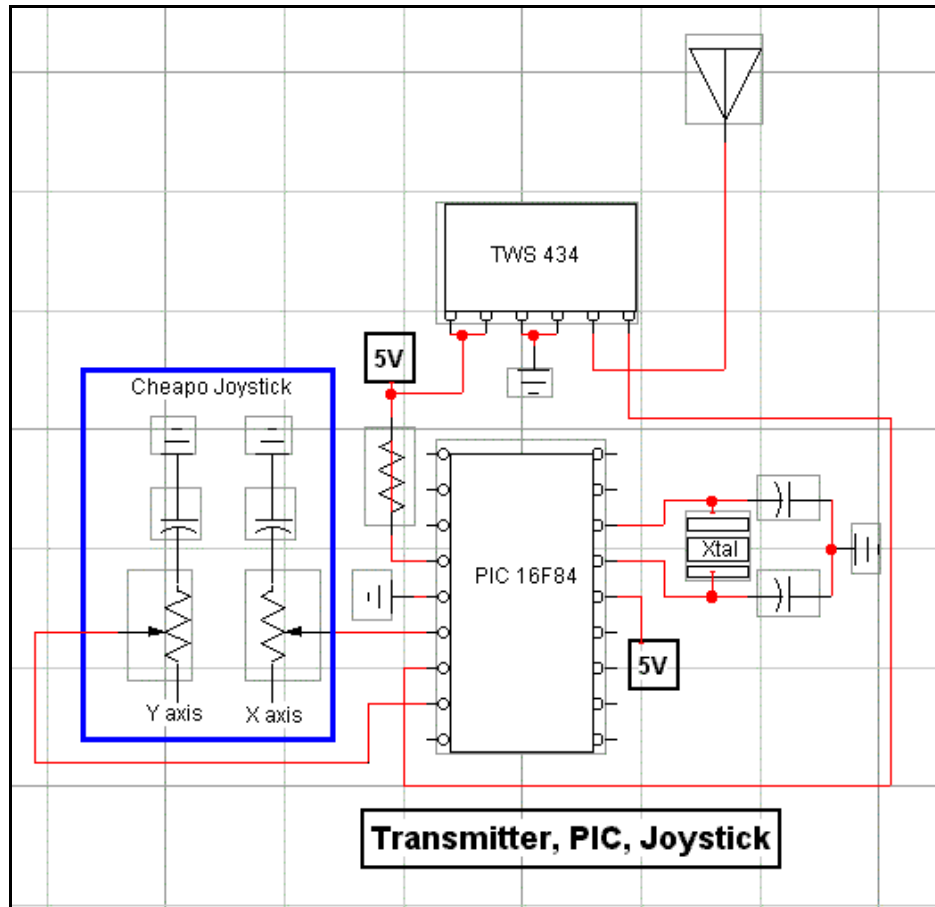 TWS 434
5V
Cheapo Joystick
Xtal
PIC 16F84
5V
Y axis
X axis
Transmitter, PIC, Joystick